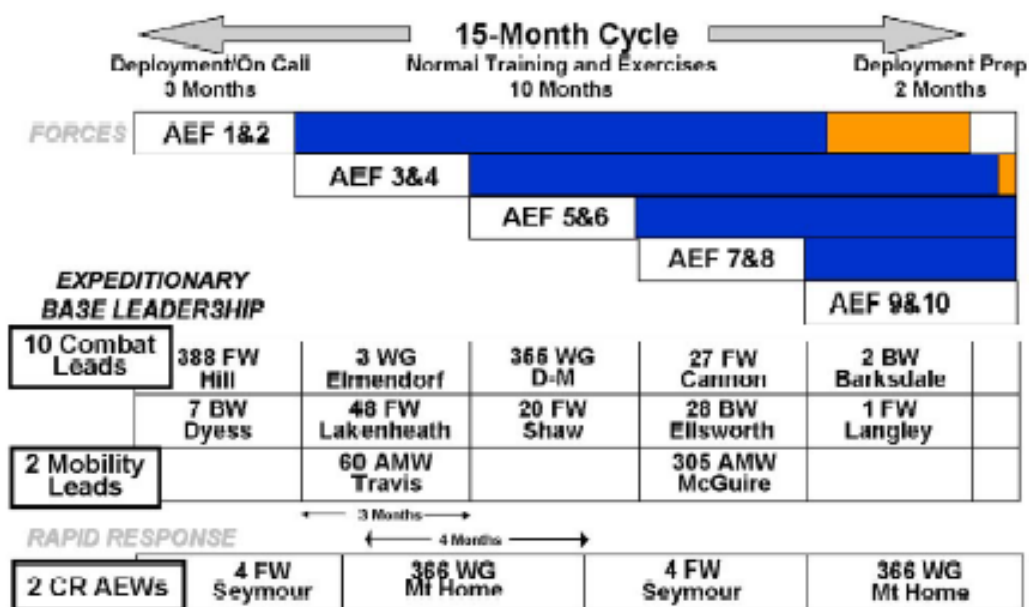 15-Month Cycle
Deployment/On Call Normal Training and Exercises Deployment Prep
3 Months 10 Months 2 Months
FORCES AEF 1&2
AEF 3&4
AEF 5&6
AEF 7&8
AEF 9&10
EXPEDITIONARY
BASE LEADERSHIP
10 Combat
Leads
388 FW 3 WG 355 WG 27 FW 2 BW
Hill Elmendorf D-M Cannon Barksdale
7 BW 48 FW 20 FW 28 BW 1 FW
Dyess Lakenheath Shaw Ellsworth Langley
2 Mobility
Leads
60 AMW 305 AMW
Travis McGuire
3 Months
RAPID RESPONSE 4 Months
2 CR AEWs
4 FW 366 WG 4 FW 366 WG
Seymour Mt Home Seymour Mt Home